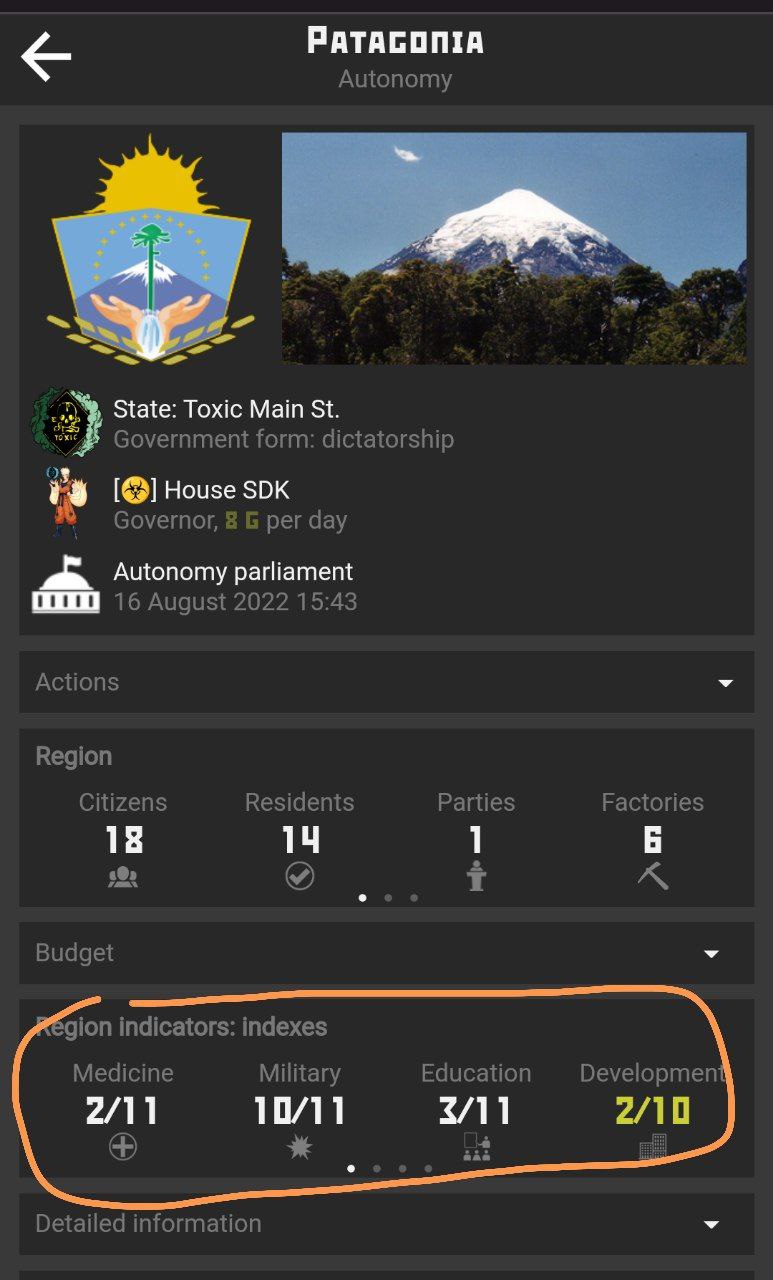 Patagonia
Autonomy
State: Toxic Main St.
Government form: dictatorship
[☣] House SDK
Governor, 8 G per day
Autonomy parliament
16 August 2022 15:43
Actions
Region
Citizens Residents Parties Factories
18 14 1 6
Budget
Region indicators: indexes
Medicine Military Education Development
2/11 10/11 3/11 2/10
Detailed information